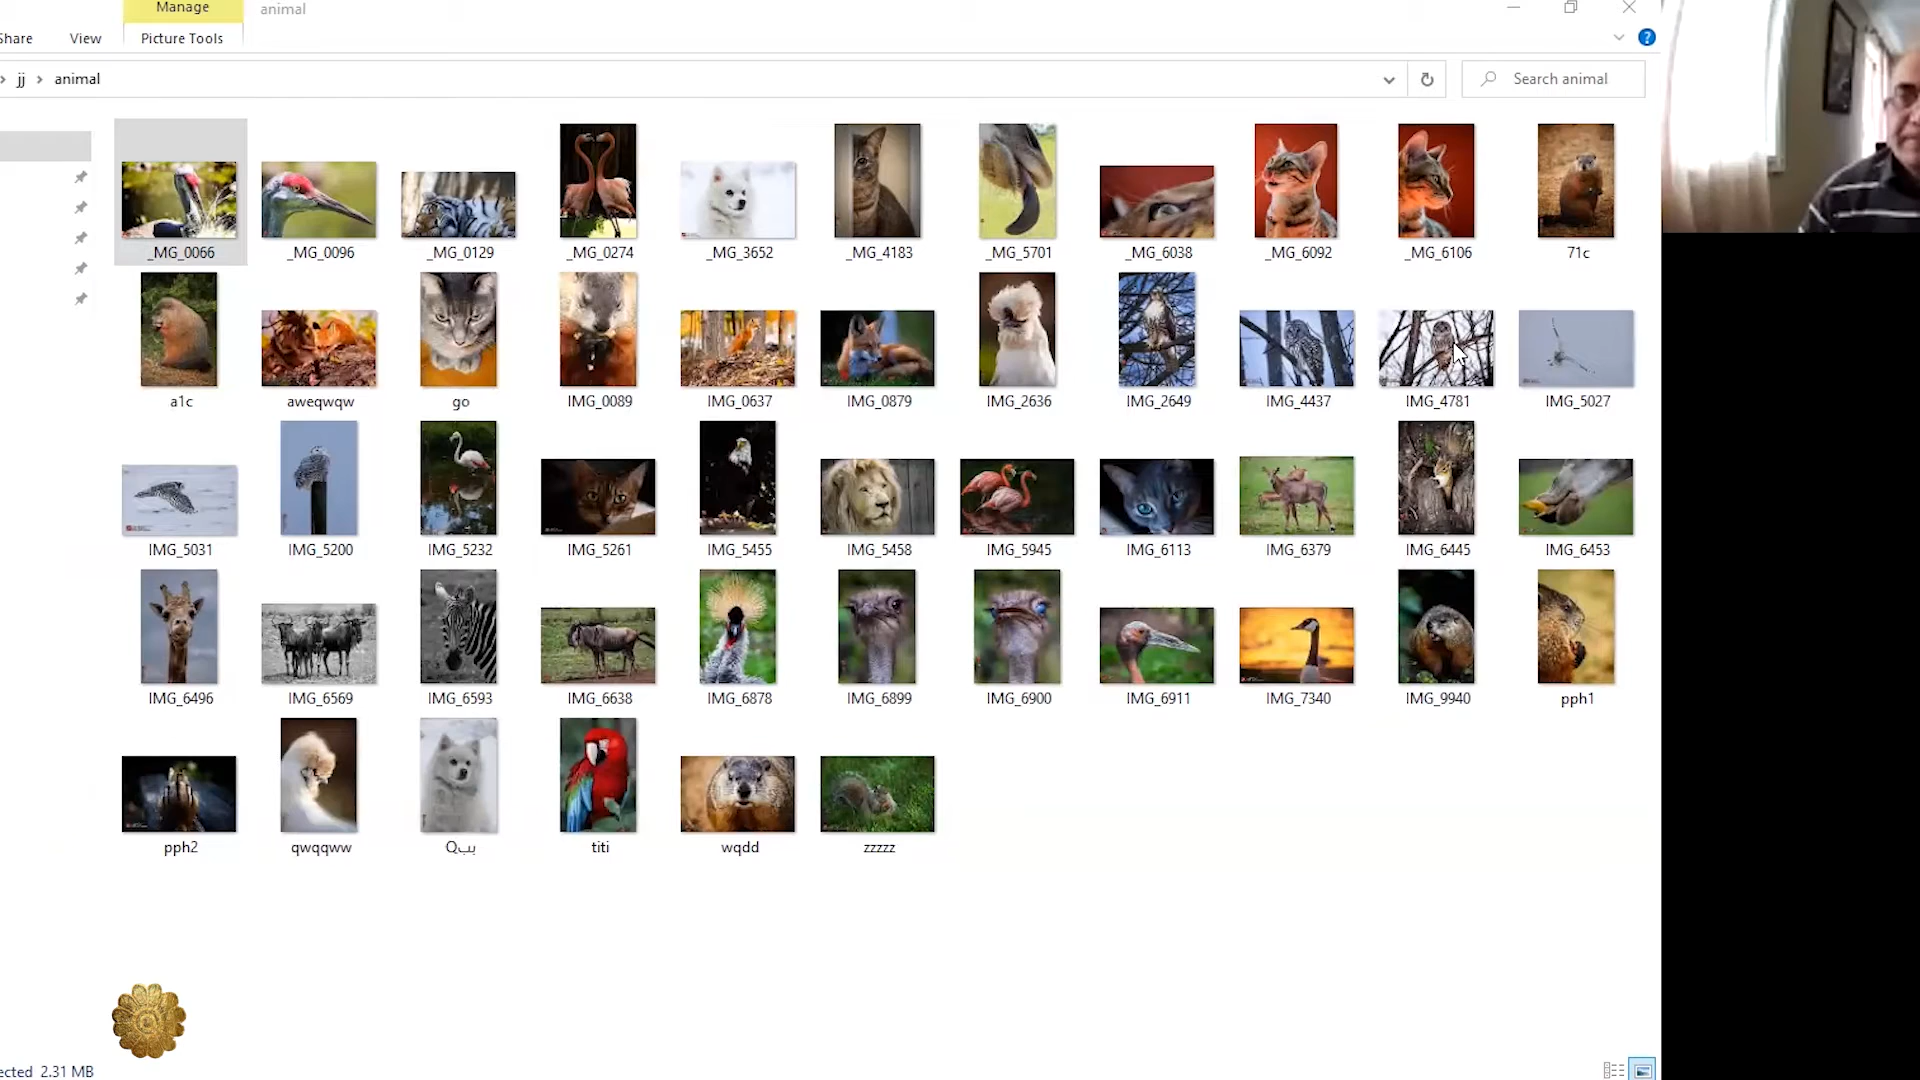 Manage
animal
Share
View
Picture Tools
jj
animal
Search animal
_MG_0066
_MG_0096
_MG_0129
_MG_0274
_MG_3652
_MG_4183
_MG_5701
_MG_6038
_MG_6092
_MG_6106
71c
a1c
aweqwqw
go
IMG_0089
IMG_0637
IMG_0879
IMG_2636
IMG_2649
IMG_4437
IMG_4781
IMG_5027
IMG_5031
IMG_5200
IMG_5232
IMG_5261
IMG_5455
IMG_5458
IMG_5945
IMG_6113
IMG_6379
IMG_6445
IMG_6453
IMG_6496
IMG_6569
IMG_6593
IMG_6638
IMG_6878
IMG_6899
IMG_6900
IMG_6911
IMG_7340
IMG_9940
pph1
pph2
qwqqww
Qبب
titi
wqdd
zzzzz
ected 2.31 MB